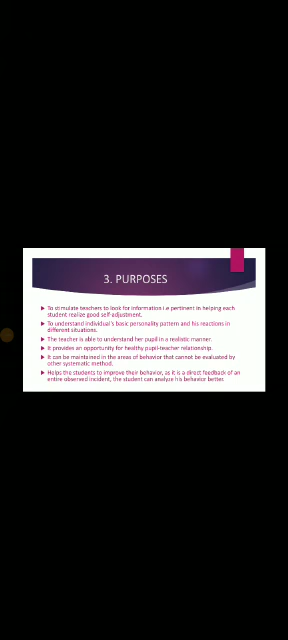 3. PURPOSES
To stimulate teachers to look for information i.e pertinent in helping each
student realize good self-adjustment.
To understand individual's basic personality pattern and his reactions in
different situations.
The teacher is able to understand her pupil in a realistic manner.
It provides an opportunity for healthy pupil-teacher relationship.
It can be maintained in the areas of behavior that cannot be evaluated by
other systematic method.
Helps the students to improve their behavior, as it is a direct feedback of an
entire observed incident, the student can analyze his behavior better.